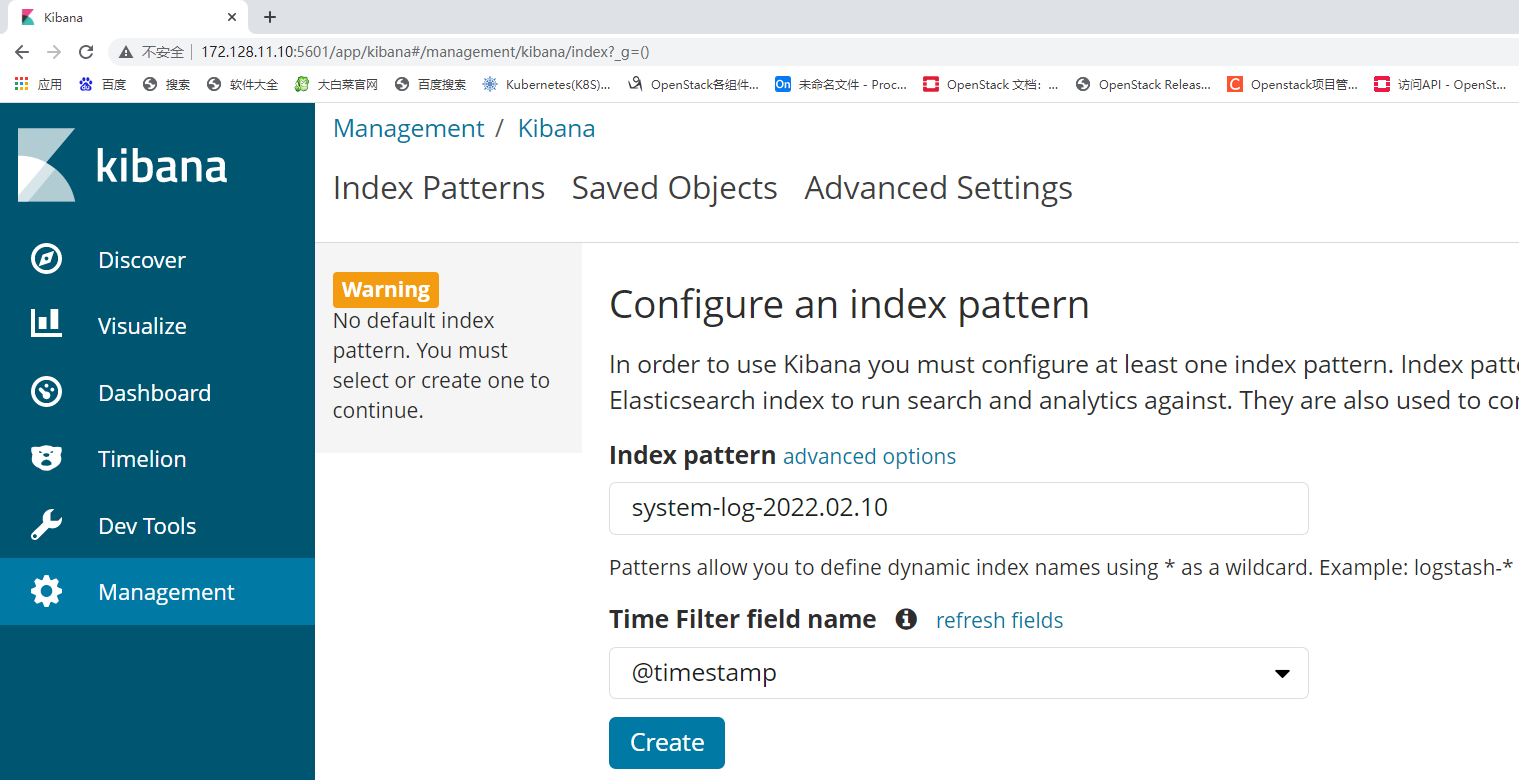 Kibana
不安全 172.128.11.10:5601/app/kibana#/management/kibana/index?_g=()
应用 百度 搜索 软件大全 大白菜官网 百度搜索 Kubernetes(K8S)... OpenStack各组件... On 未命名文件 - Proc... OpenStack 文档： ... OpenStack Releas... C Openstack项目管... 访问API - OpenSt...
kibana
Discover
Visualize
Dashboard
Timelion
Dev Tools
Management
Management / Kibana
Index Patterns Saved Objects Advanced Settings
Warning
No default index
pattern. You must
select or create one to
continue.
Configure an index pattern
In order to use Kibana you must configure at least one index pattern. Index patte
Elasticsearch index to run search and analytics against. They are also used to co
Index pattern advanced options
system-log-2022.02.10
Patterns allow you to define dynamic index names using * as a wildcard. Example: logstash-*
Time Filter field name refresh fields
@timestamp
Create